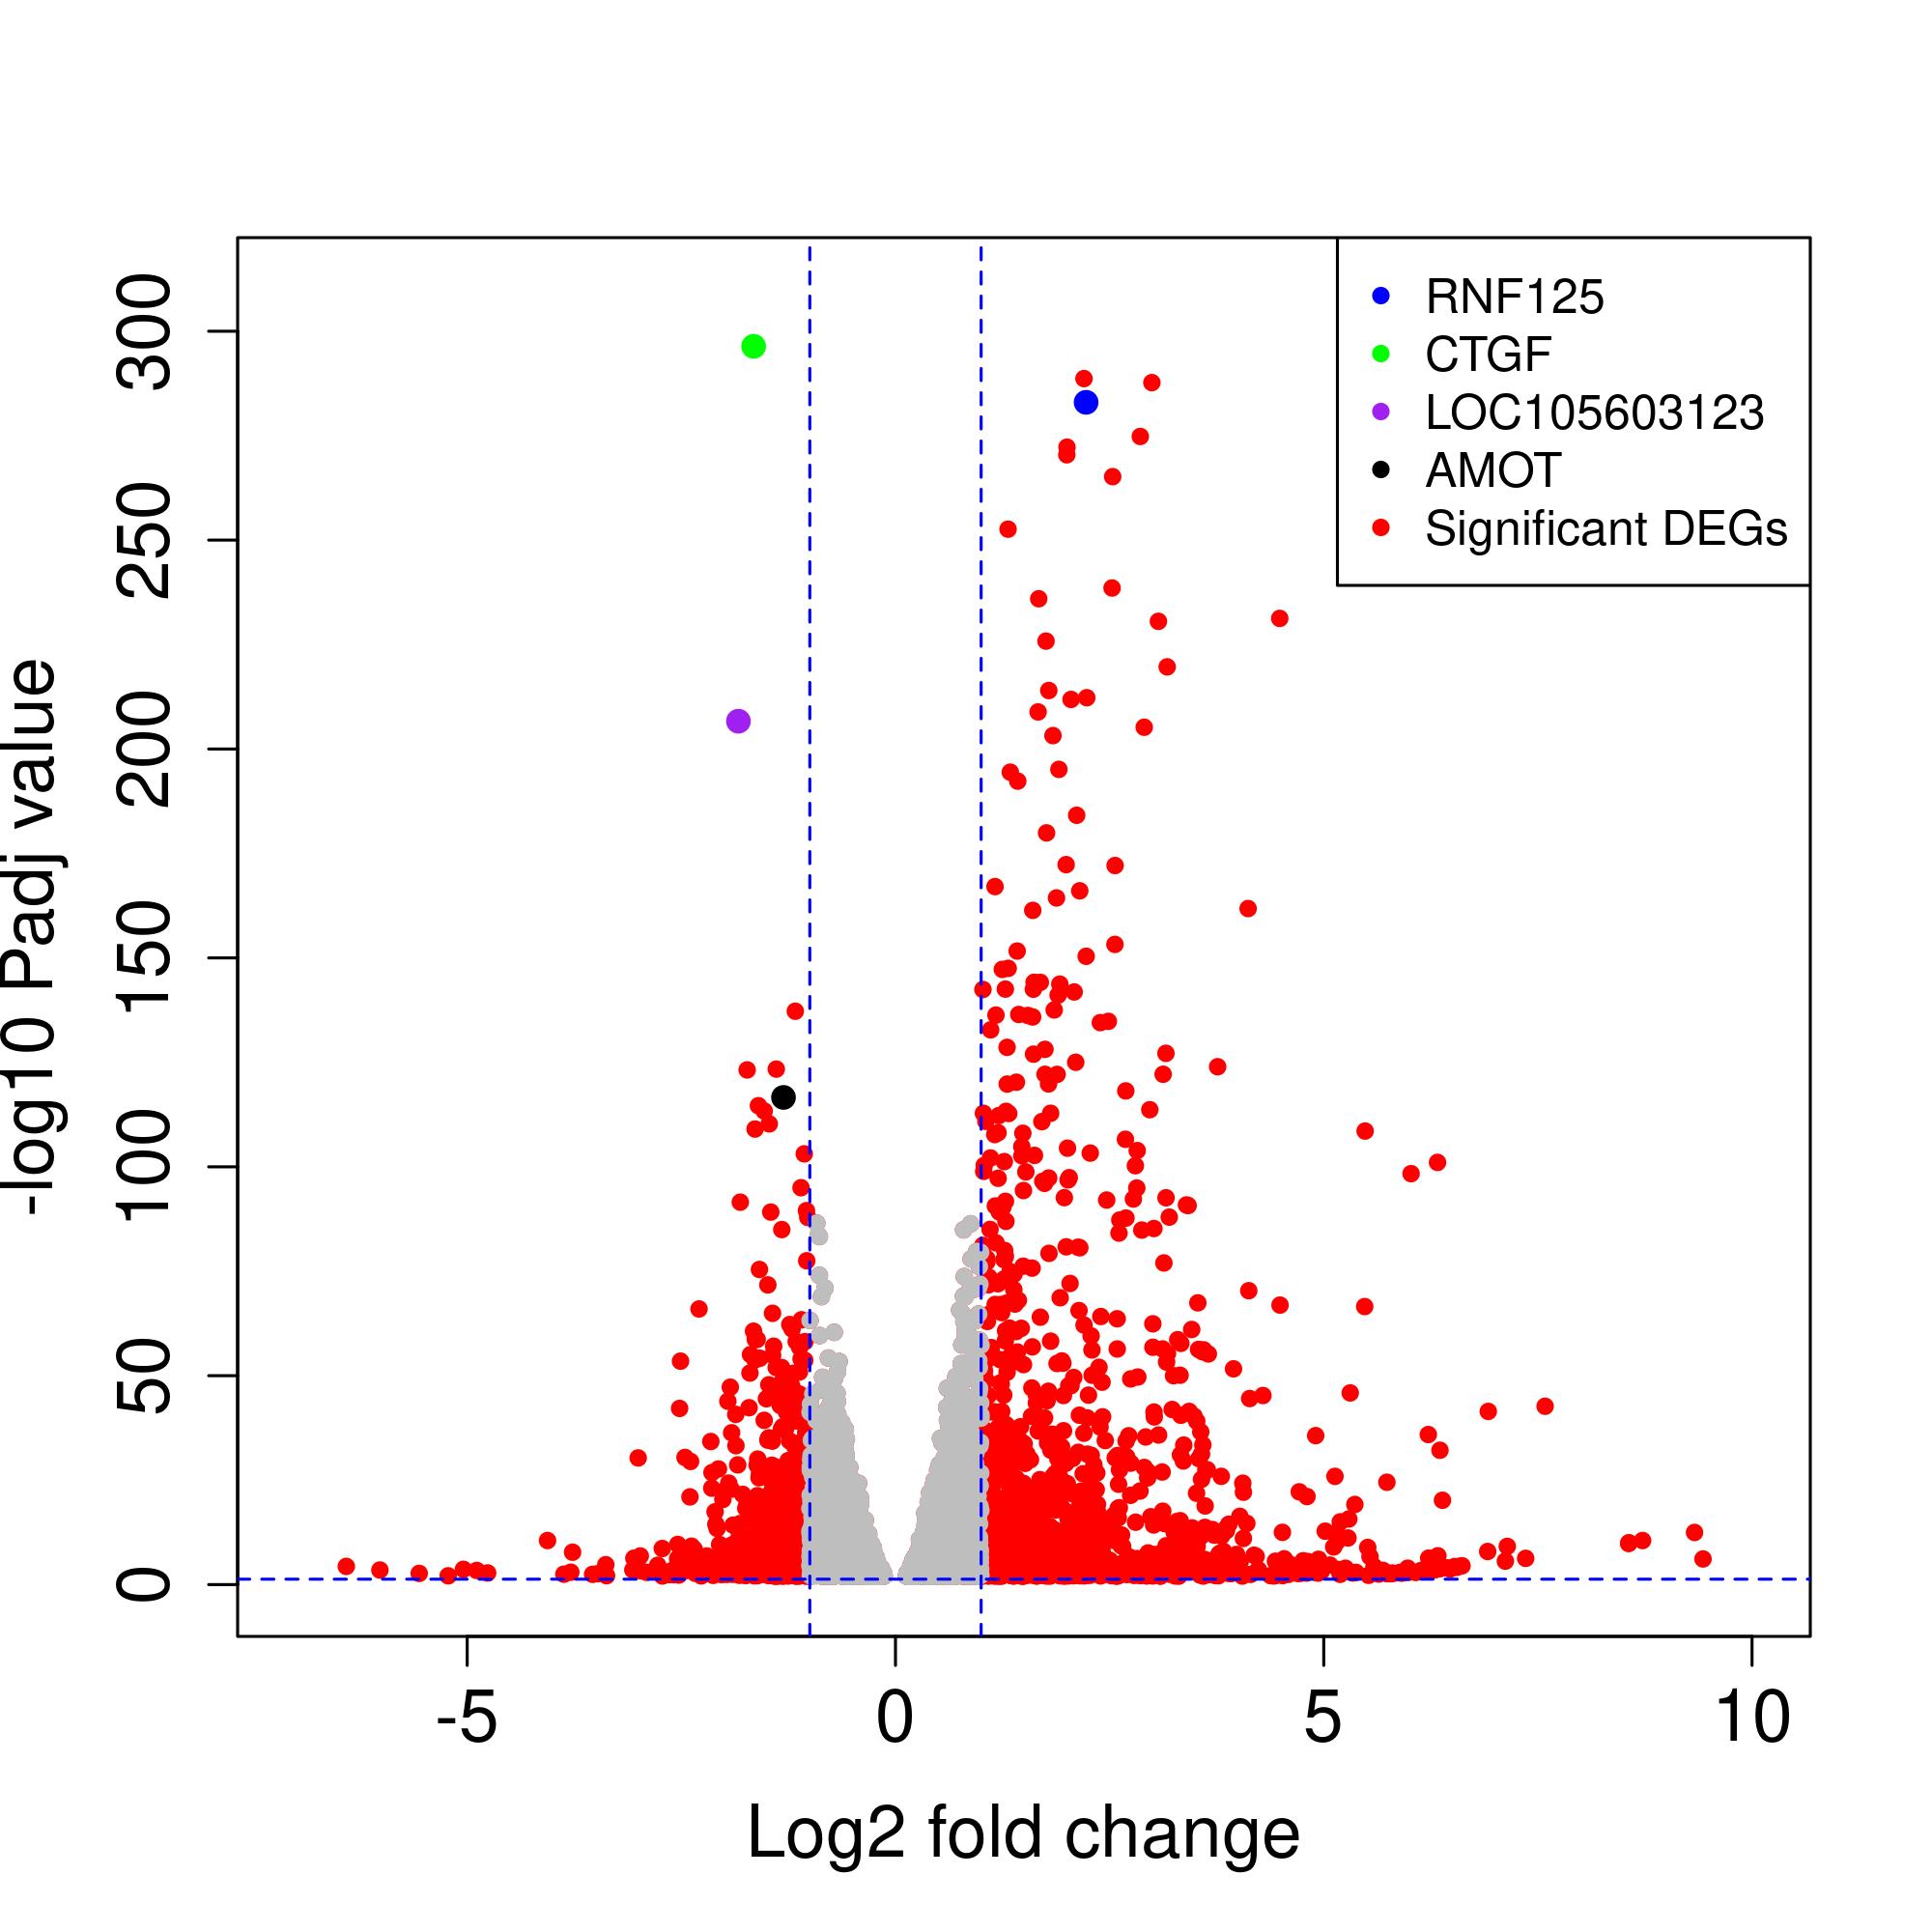 RNF125
CTGF
LOC105603123
AMOT
Significant DEGs
-log10 Padj value
300
250
200
150
100
50
0
-5 0 5 10
Log2 fold change